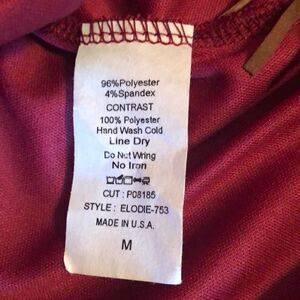 96%Polyester
4%Spandex
CONTRAST
100% Polyester
Hand Wash Cold
Line Dry
Do Not Wring
No Iron
CUT : P08185
STYLE : ELODIE-753
MADE IN U.S.A.
M